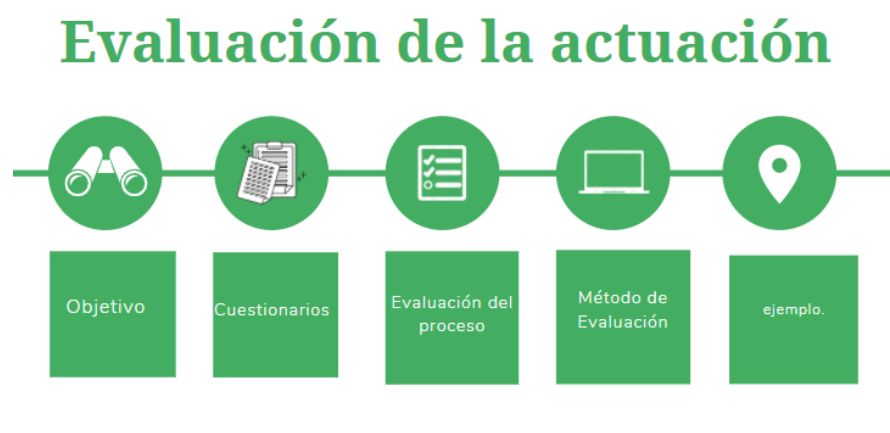 Evaluación de la actuación
Objetivo
Cuestionarios
Evaluación del
proceso
Método de
Evaluación
ejemplo.